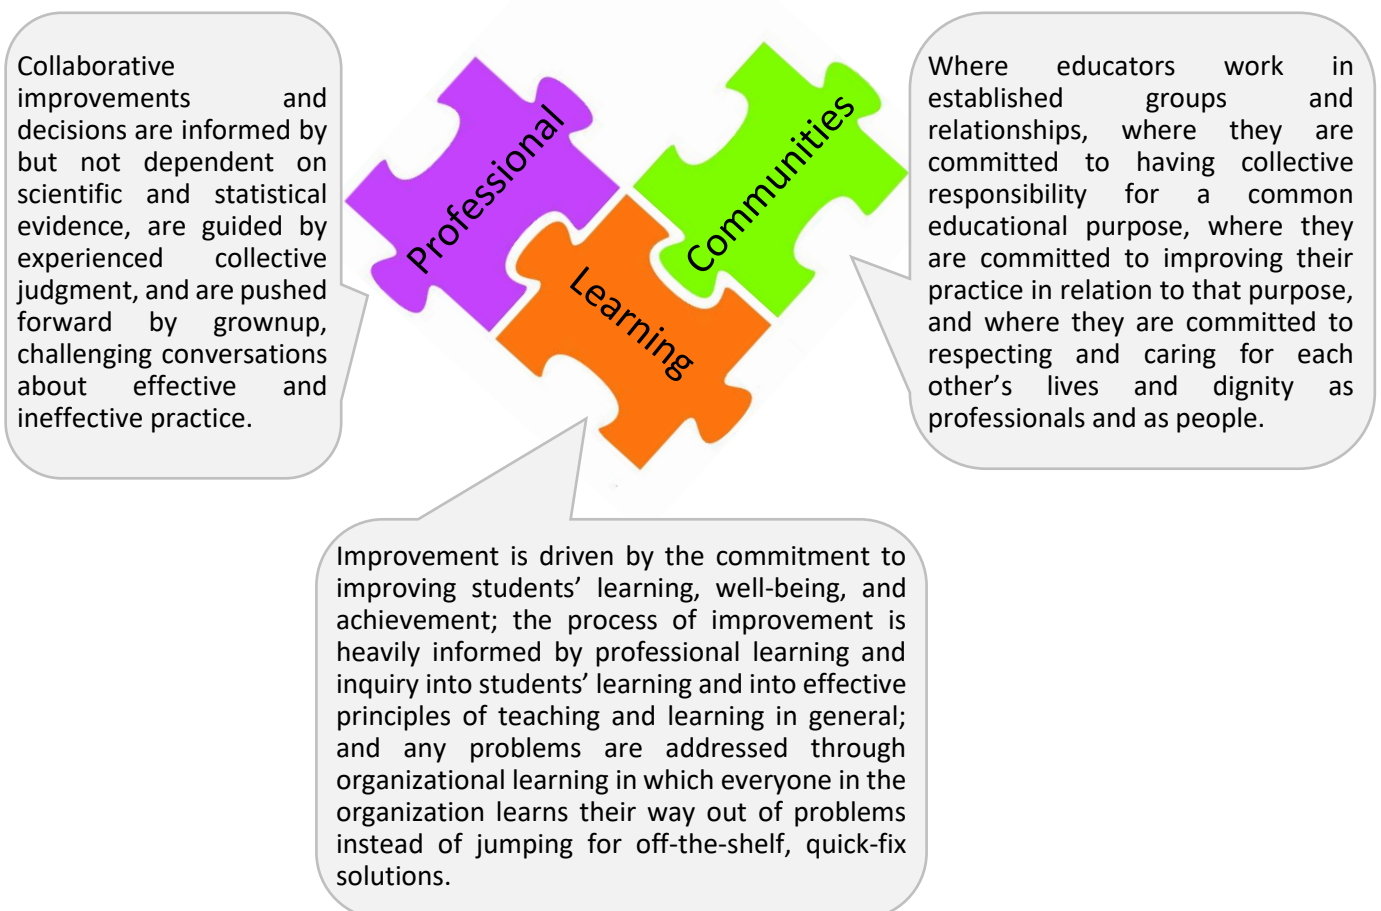 Collaborative
improvements and
decisions are informed by
but not dependent on
scientific and statistical
evidence, are guided by
experienced collective
judgment, and are pushed
forward by grownup,
challenging conversations
about effective and
ineffective practice.
Professional
Learning
Communities
Where educators work in
established groups and
relationships, where they are
committed to having collective
responsibility for a common
educational purpose, where they
are committed to improving their
practice in relation to that purpose,
and where they are committed to
respecting and caring for each
other’s lives and dignity as
professionals and as people.
Improvement is driven by the commitment to
improving students’ learning, well-being, and
achievement; the process of improvement is
heavily informed by professional learning and
inquiry into students’ learning and into effective
principles of teaching and learning in general;
and any problems are addressed through
organizational learning in which everyone in the
organization learns their way out of problems
instead of jumping for off-the-shelf, quick-fix
solutions.